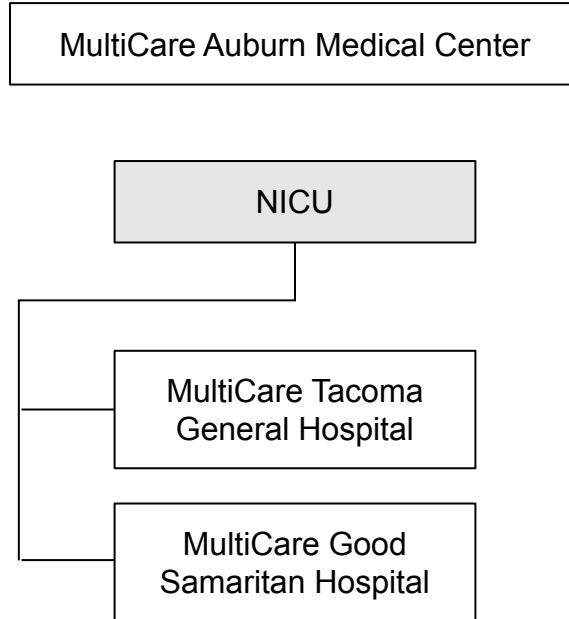 MultiCare Auburn Medical Center
NICU
MultiCare Tacoma
General Hospital
MultiCare Good
Samaritan Hospital